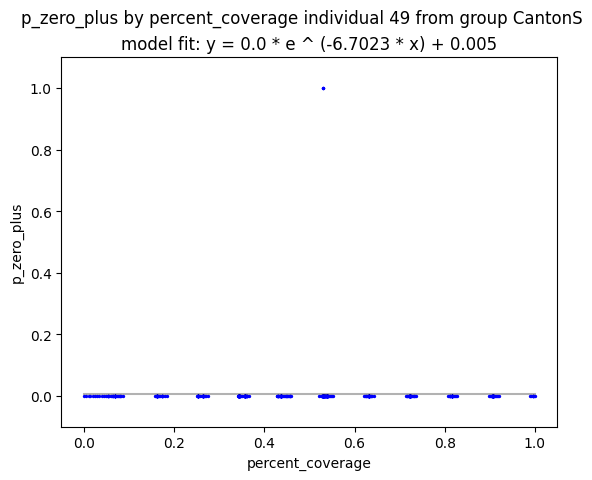 p_zero_plus by percent_coverage individual 49 from group CantonS
model fit: y = 0.0 * e ^ (-6.7023 * x) + 0.005
1.0
0.8
0.6
0.4
0.2
0.0
p_zero_plus
0.0 0.2 0.4 0.6 0.8 1.0
percent_coverage